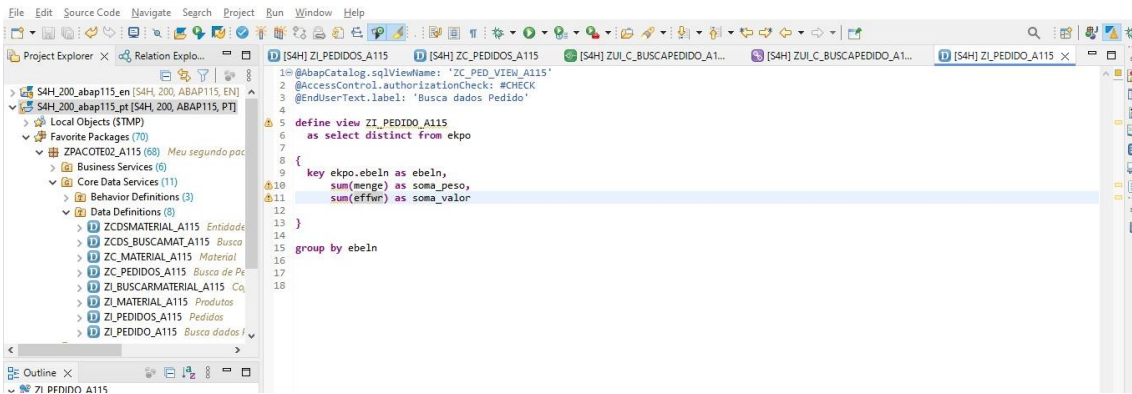 File Edit Source Code Navigate Search Project Run Window Help
Project Explorer Relation Explo...
[S4H] ZI_PEDIDOS_A115 [S4H] ZC_PEDIDOS_A115 [S4H] ZUI_C_BUSCAPEDIDO_A1... [S4H] ZUI_C_BUSCAPEDIDO_A1... [S4H] ZI_PEDIDO_A115
S4H_200_abap115_en [S4H, 200, ABAP115, EN]
S4H_200_abap115_pt [S4H, 200, ABAP115, PT]
Local Objects ($TMP)
Favorite Packages (70)
ZPACOTE02_A115 (68) Meu segundo pac
Business Services (6)
Core Data Services (11)
Behavior Definitions (3)
Data Definitions (8)
ZCDSMATERIAL_A115 Entidade
ZCDS_BUSCAMAT_A115 Busca
ZC_MATERIAL_A115 Material
ZC_PEDIDOS_A115 Busca de Pe
ZI_BUSCARMATERIAL_A115 Co
ZI_MATERIAL_A115 Produtos
ZI_PEDIDOS_A115 Pedidos
ZI_PEDIDO_A115 Busca dados
Outline
ZI_PEDIDO_A115
1 @AbapCatalog.sqlViewName: 'ZC_PED_VIEW_A115'
2 @AccessControl.authorizationCheck: #CHECK
3 @EndUserText.label: 'Busca dados Pedido'
4
5 define view ZI_PEDIDO_A115
6 as select distinct from ekpo
7
8 {
9 key ekpo.ebeln as ebeln,
10 sum(menge) as soma_peso,
11 sum(effwr) as soma_valor
12
13 }
14
15 group by ebeln
16
17
18